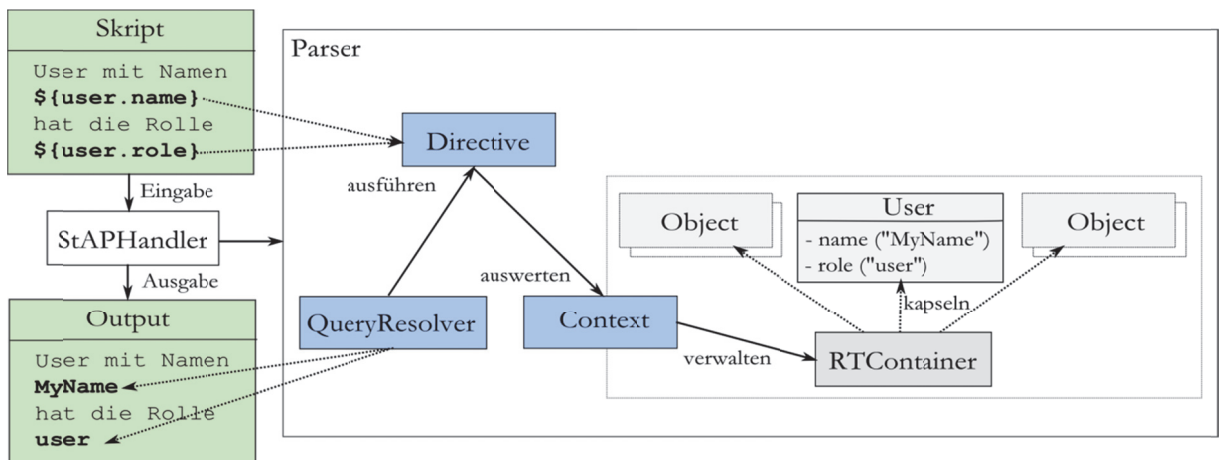 Skript
User mit Namen
${user.name}
hat die Rolle
${user.role}
Eingabe
StAPHandler
Ausgabe
Output
User mit Namen
MyName
hat die Rolle
user
Parser
Directive
ausführen
auswerten
QueryResolver
Context
verwalten
Object
User
- name ("MyName")
- role ("user")
Object
kapseln
RTContainer